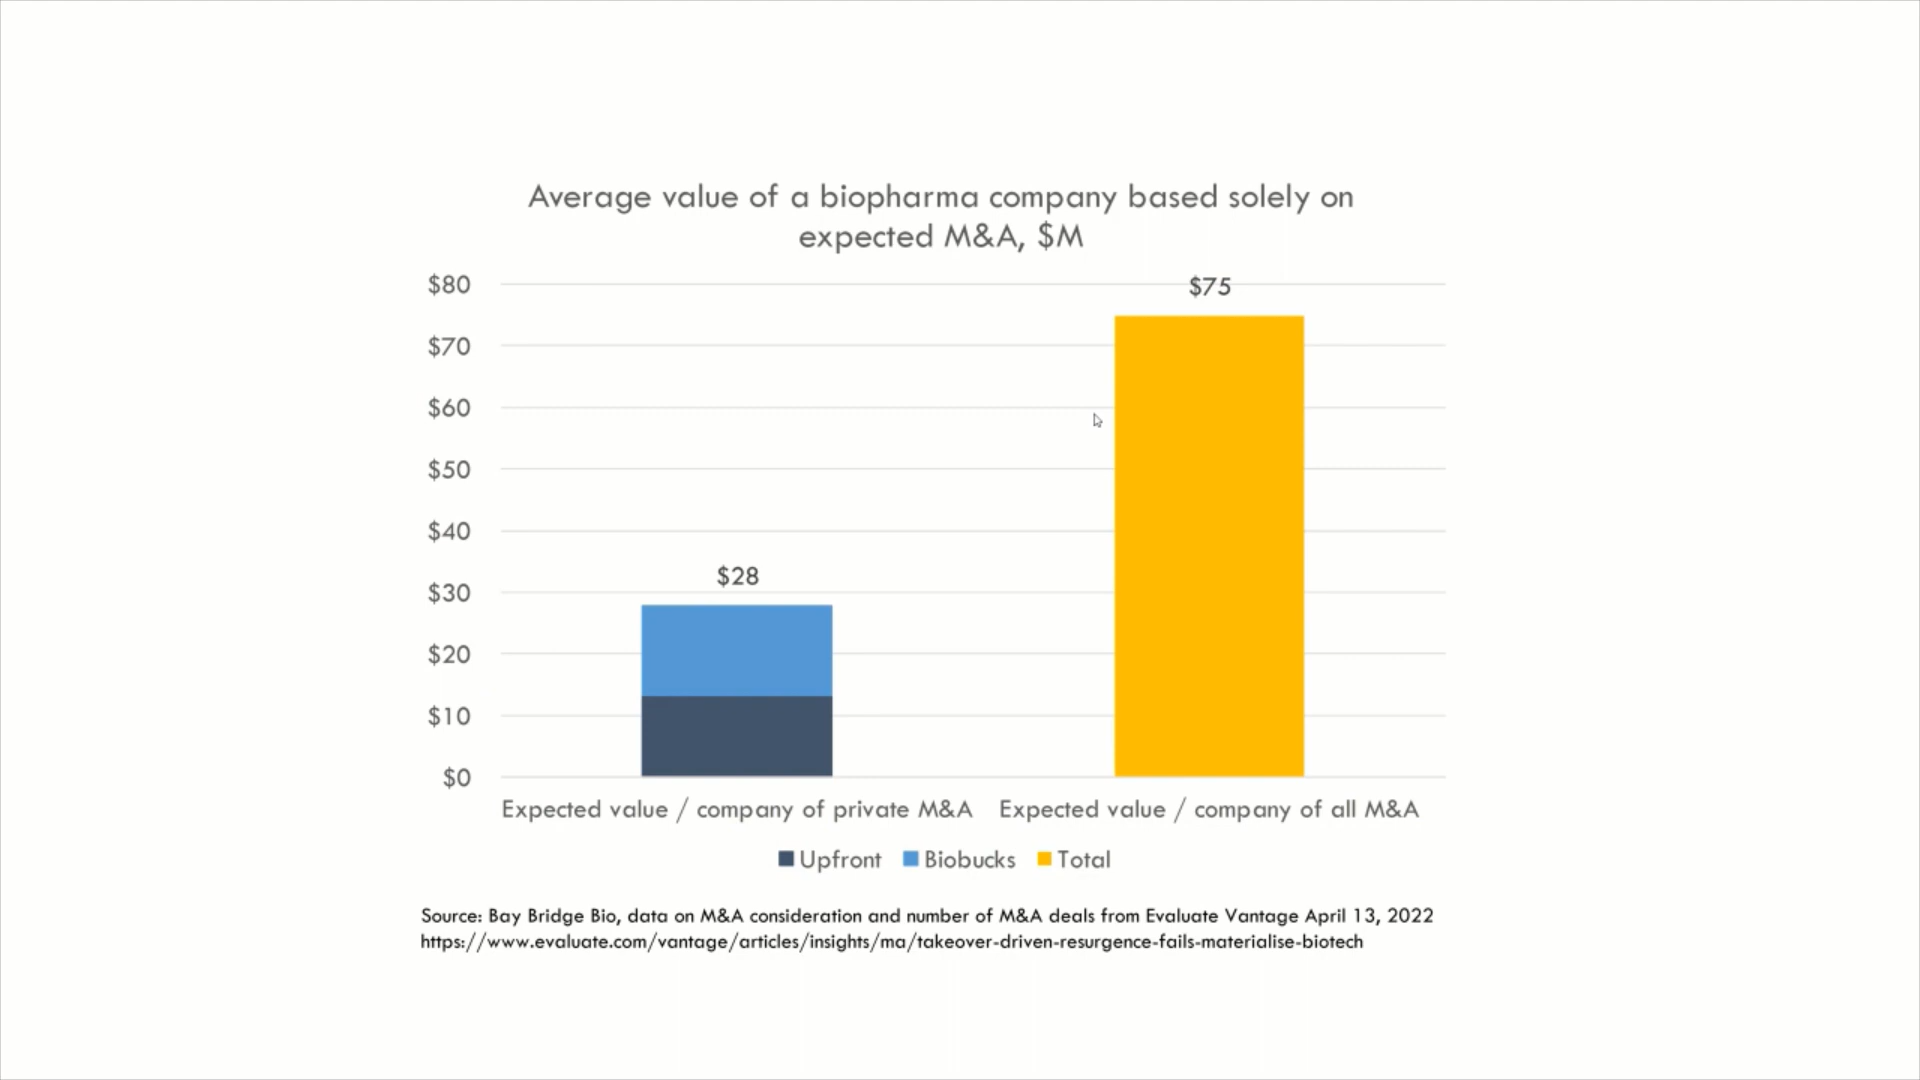 Average value of a biopharma company based solely on
expected M&A, $M
$80
$75
$70
$60
$50
$40
$28
$30
$20
$10
$0
Expected value / company of private M&A
Expected value / company of all M&A
Upfront
Biobucks
Total
Source: Bay Bridge Bio, data on M&A consideration and number of M&A deals from Evaluate Vantage April 13, 2022
https://www.evaluate.com/vantage/articles/insights/ma/takeover-driven-resurgence-fails-materialise-biotech